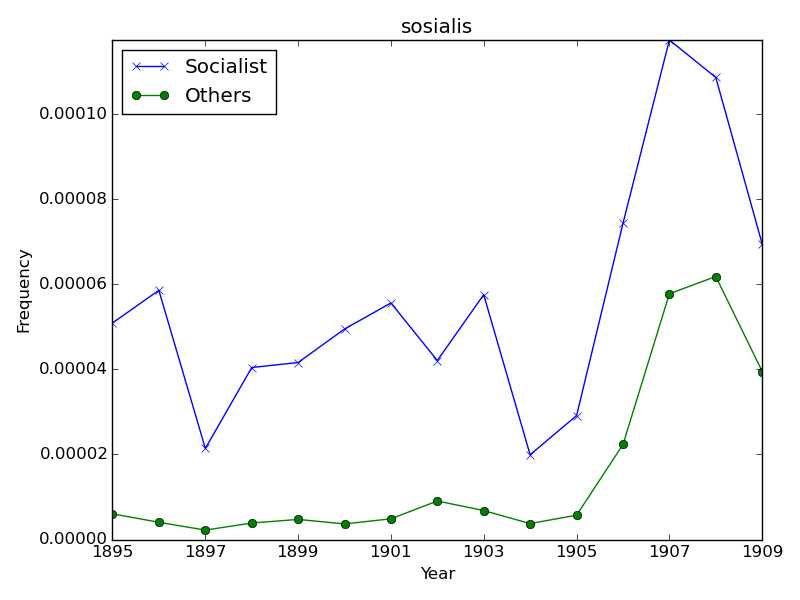 sosialis
Socialist
Others
0.00010
0.00008
0.00006
0.00004
0.00002
0.00000
Frequency
1895 1897 1899 1901 1903 1905 1907 1909
Year